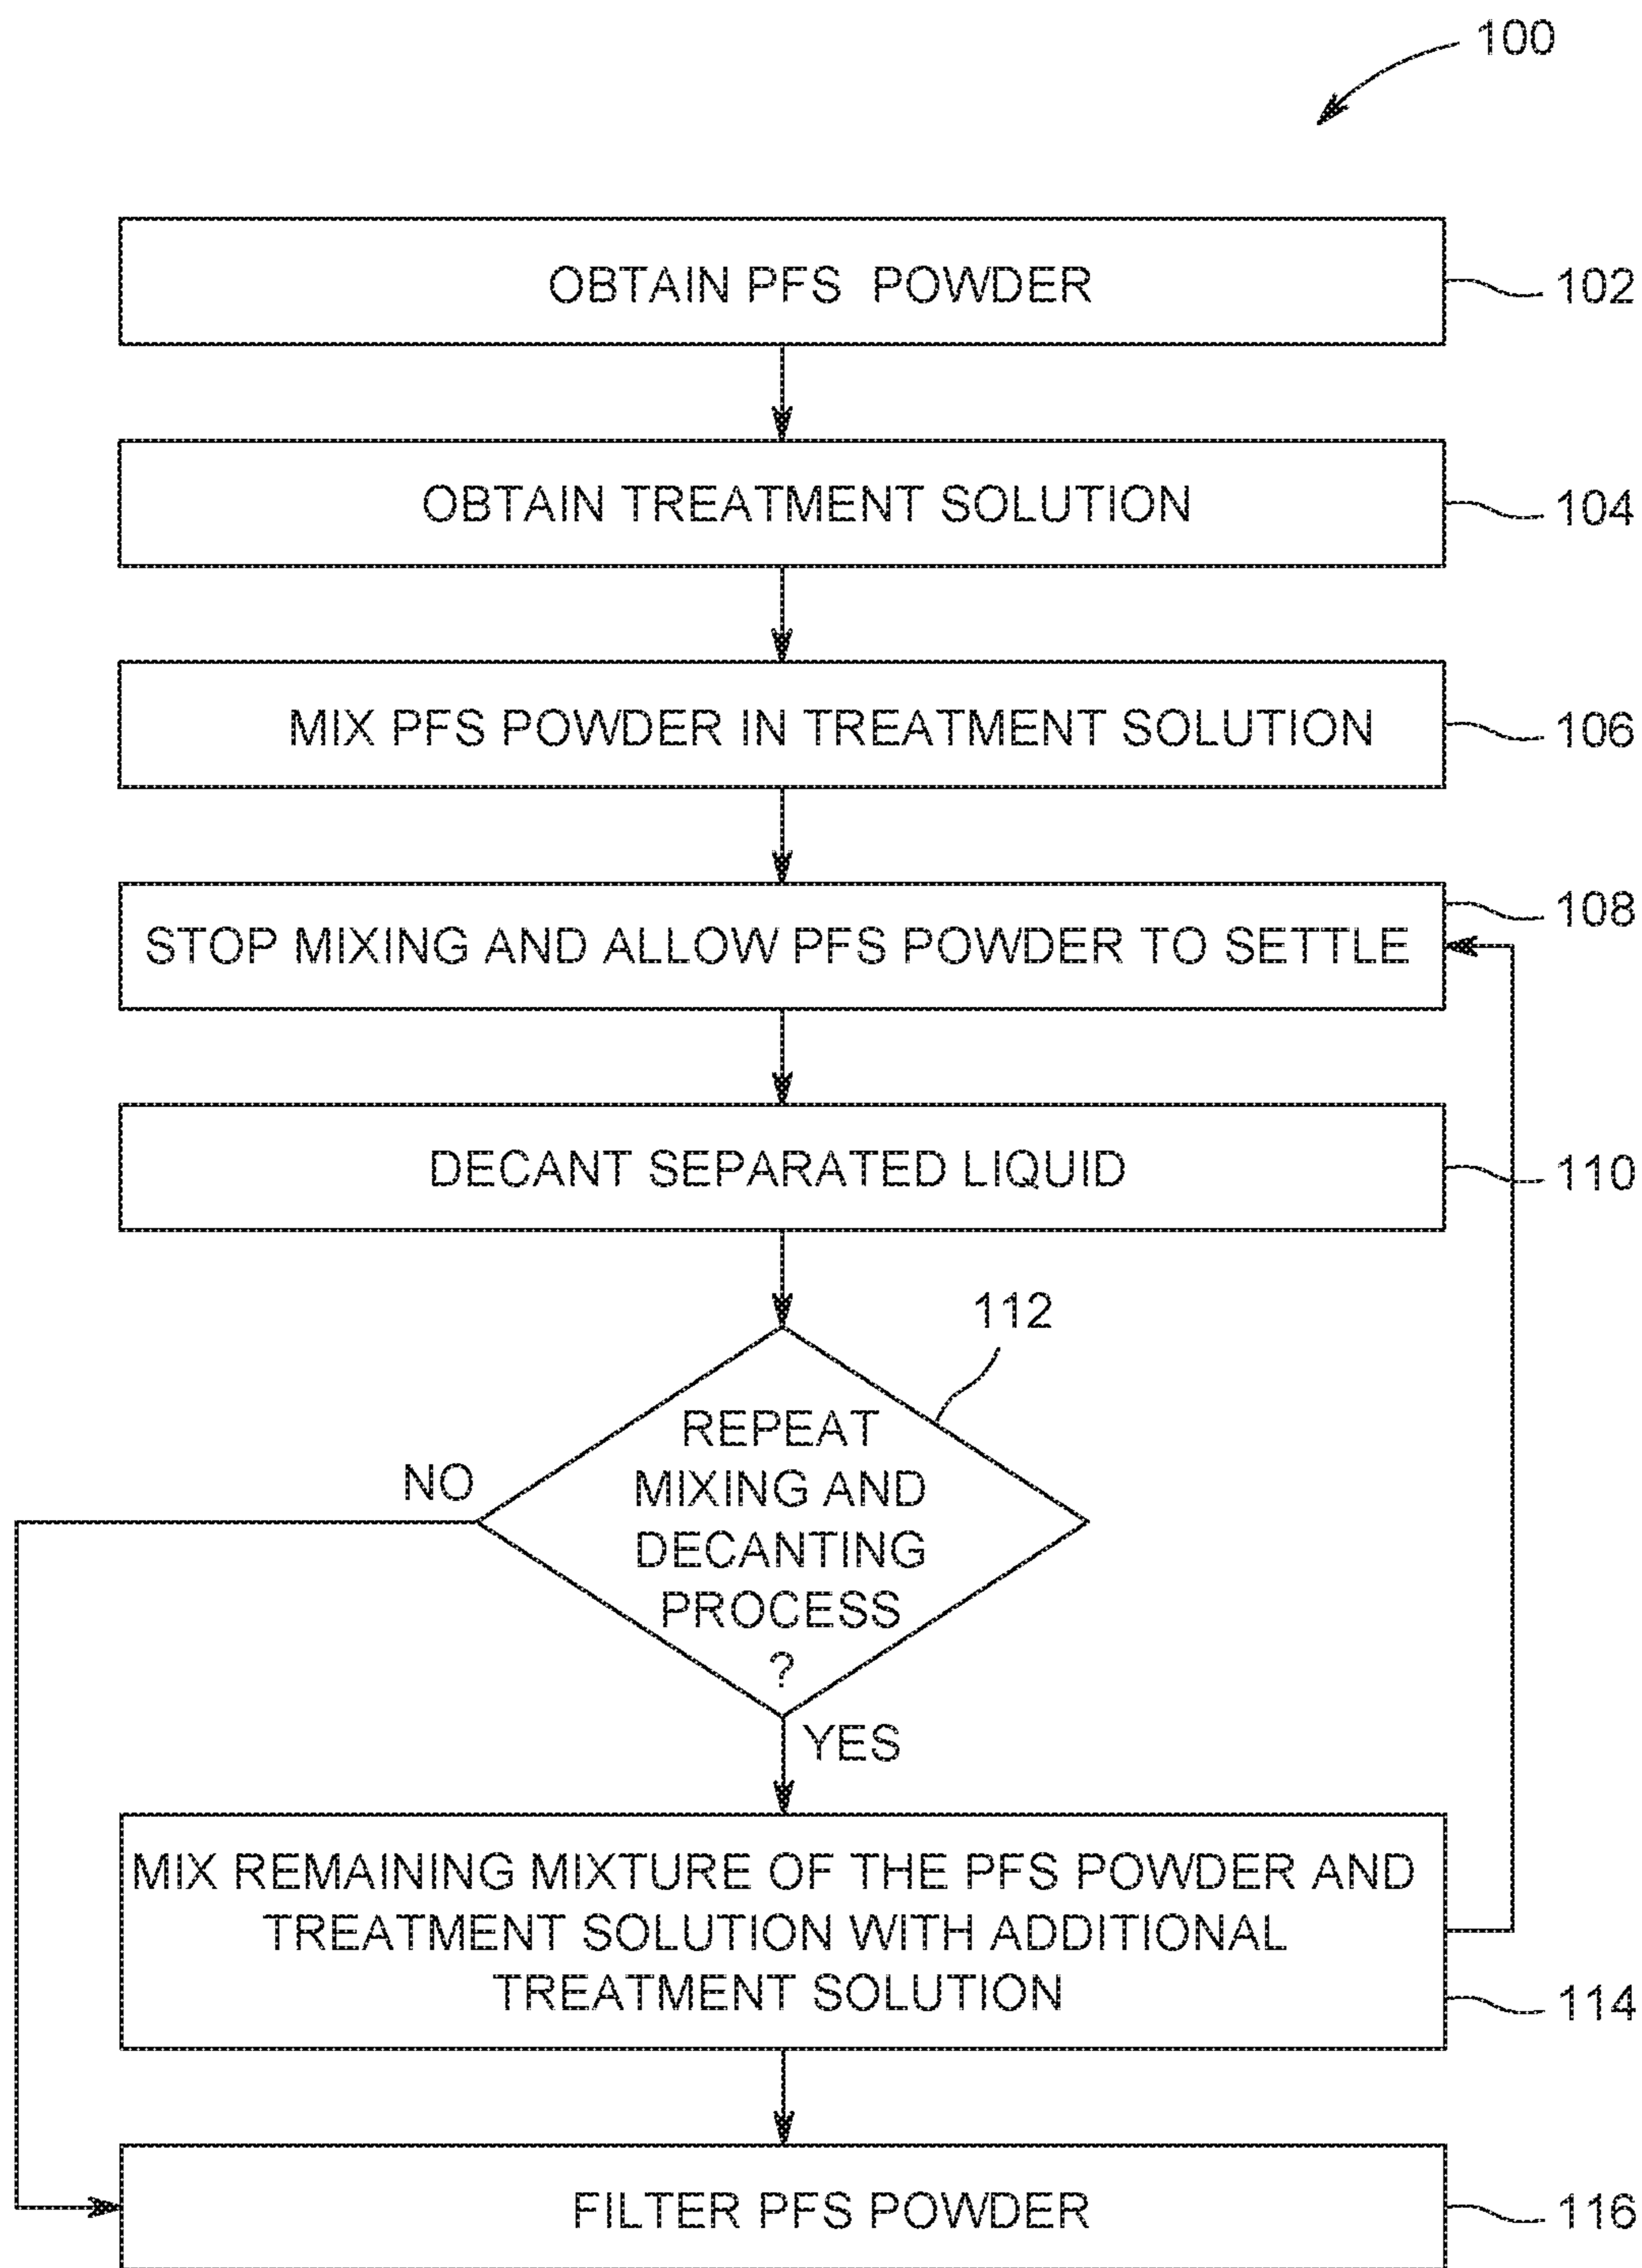 100
OBTAIN PFS POWDER
102
OBTAIN TREATMENT SOLUTION
104
MIX PFS POWDER IN TREATMENT SOLUTION
106
STOP MIXING AND ALLOW PFS POWDER TO SETTLE
108
DECANT SEPARATED LIQUID
110
112
REPEAT
MIXING AND
DECANTING
PROCESS
?
NO
YES
MIX REMAINING MIXTURE OF THE PFS POWDER AND
TREATMENT SOLUTION WITH ADDITIONAL
TREATMENT SOLUTION
114
FILTER PFS POWDER
116